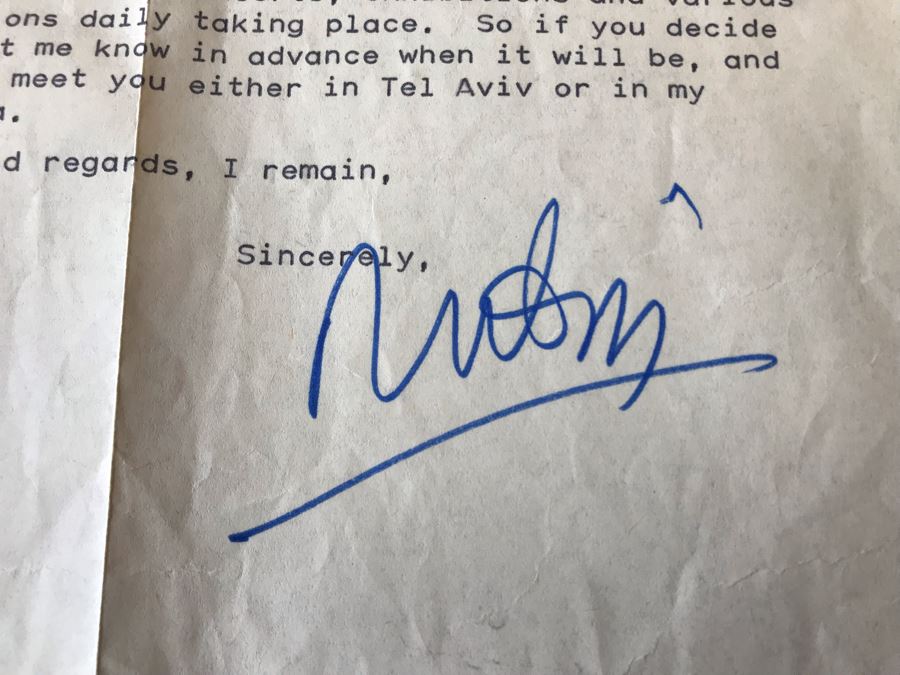 ons daily taking place. So if you decide
t me know in advance when it will be, and
meet you either in Tel Aviv or in my
d regards, I remain,
Sincerely,